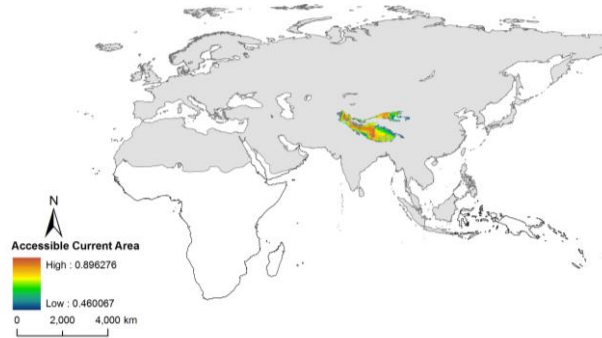 N
Accessible Current Area
High : 0.896276
Low : 0.460067
0 2,000 4,000 km